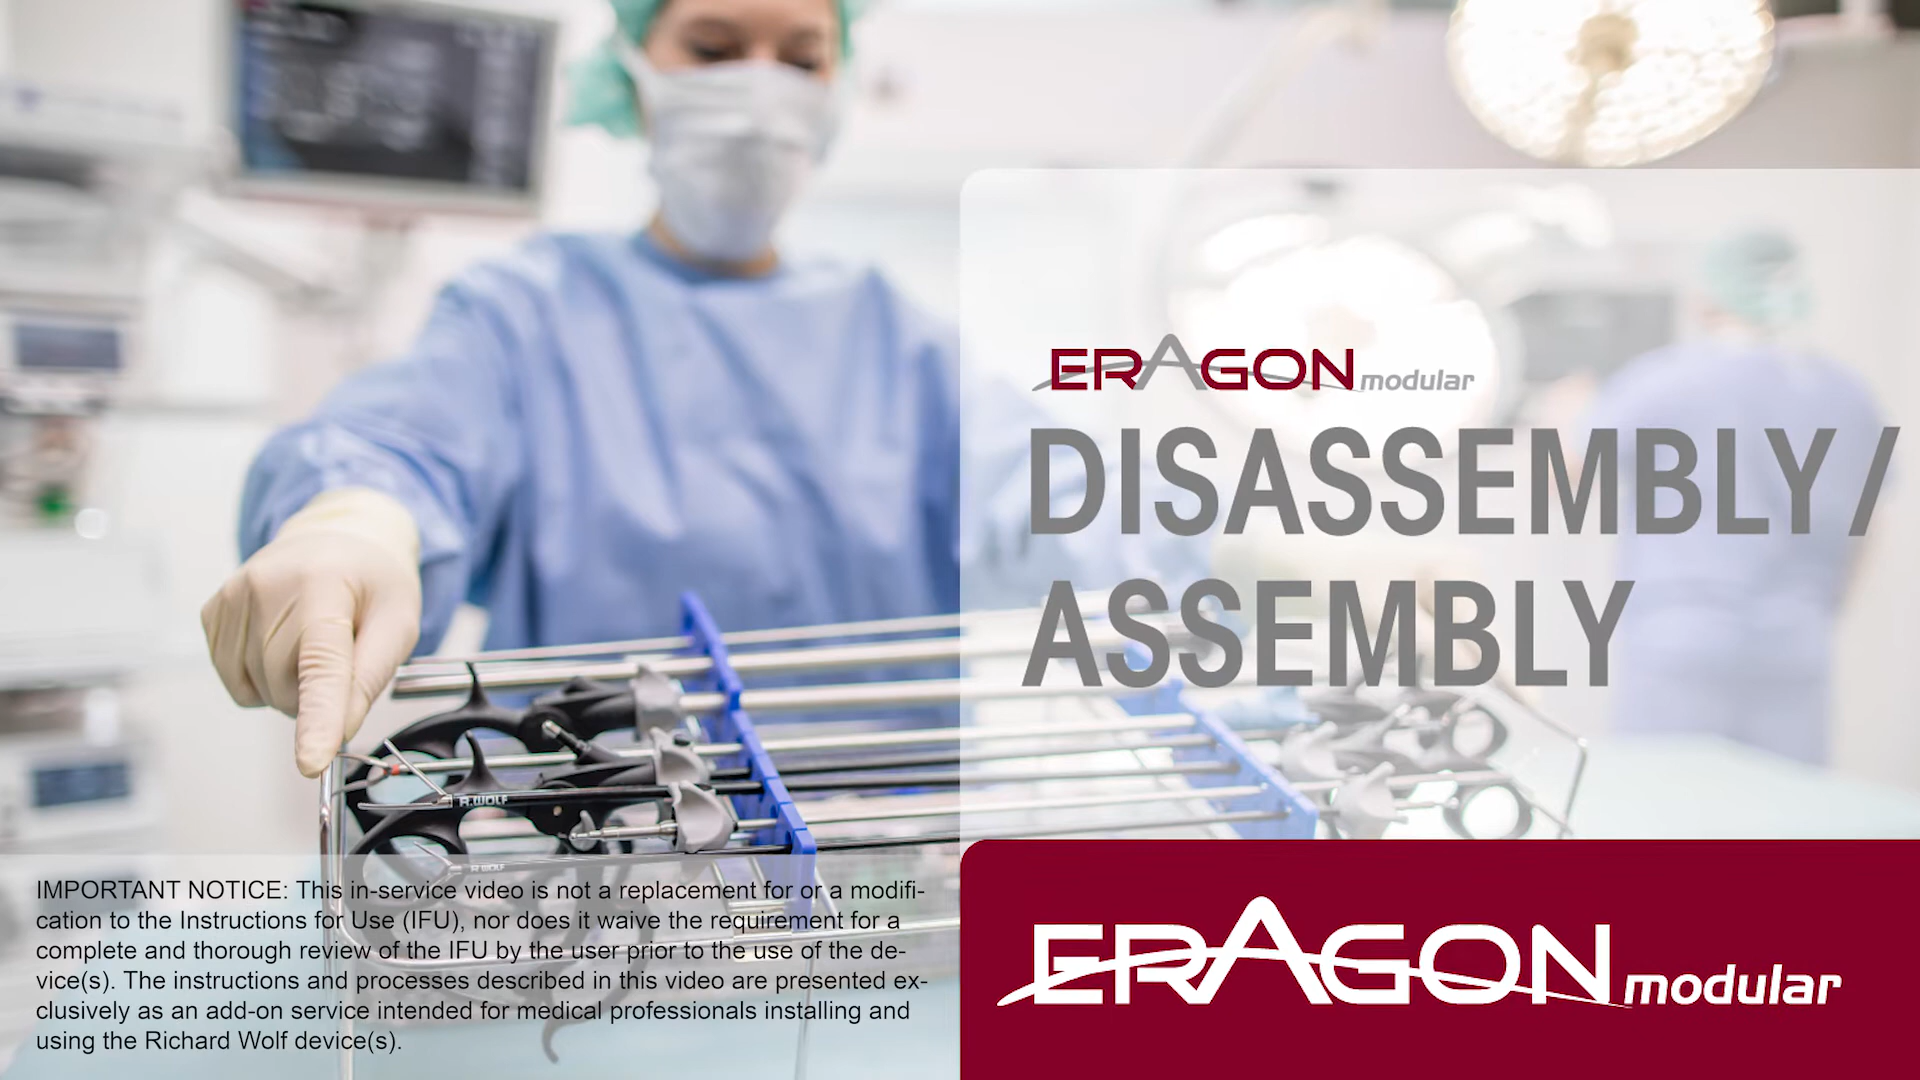 ERAGON modular
DISASSEMBLY/
ASSEMBLY
R.WOLF
R.WOLF
IMPORTANT NOTICE: This in-service video is not a replacement for or a modifi-
cation to the Instructions for Use (IFU), nor does it waive the requirement for a
complete and thorough review of the IFU by the user prior to the use of the de-
vice(s). The instructions and processes described in this video are presented ex-
clusively as an add-on service intended for medical professionals installing and
using the Richard Wolf device(s).
ERAGON modular